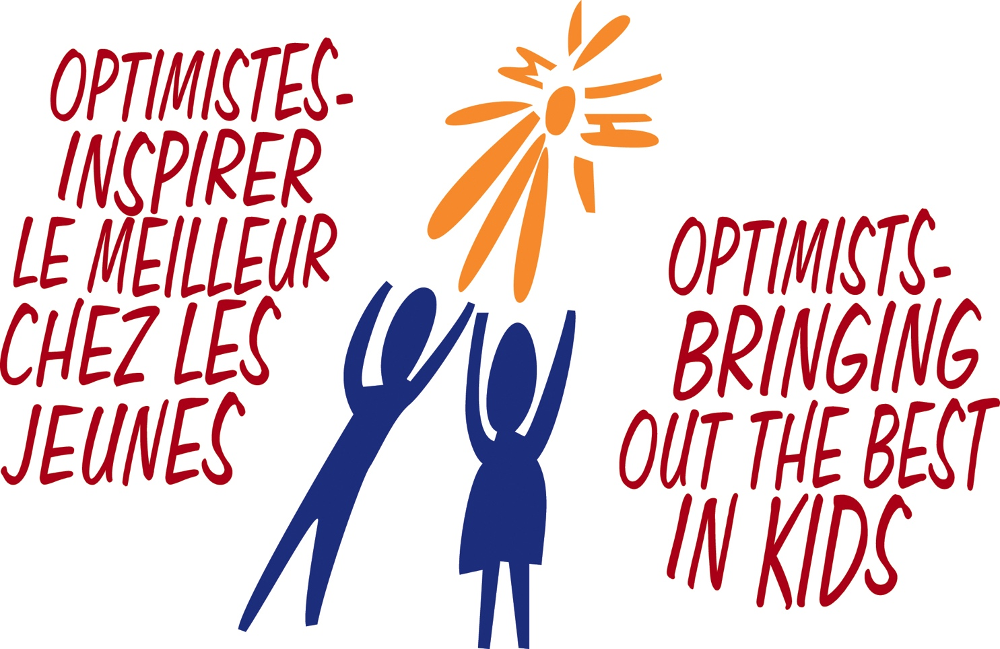 OPTIMISTES-
INSPIRER
LE MEILLEUR
CHEZ LES
JEUNES
OPTIMISTS-
BRINGING
OUT THE BEST
IN KIDS